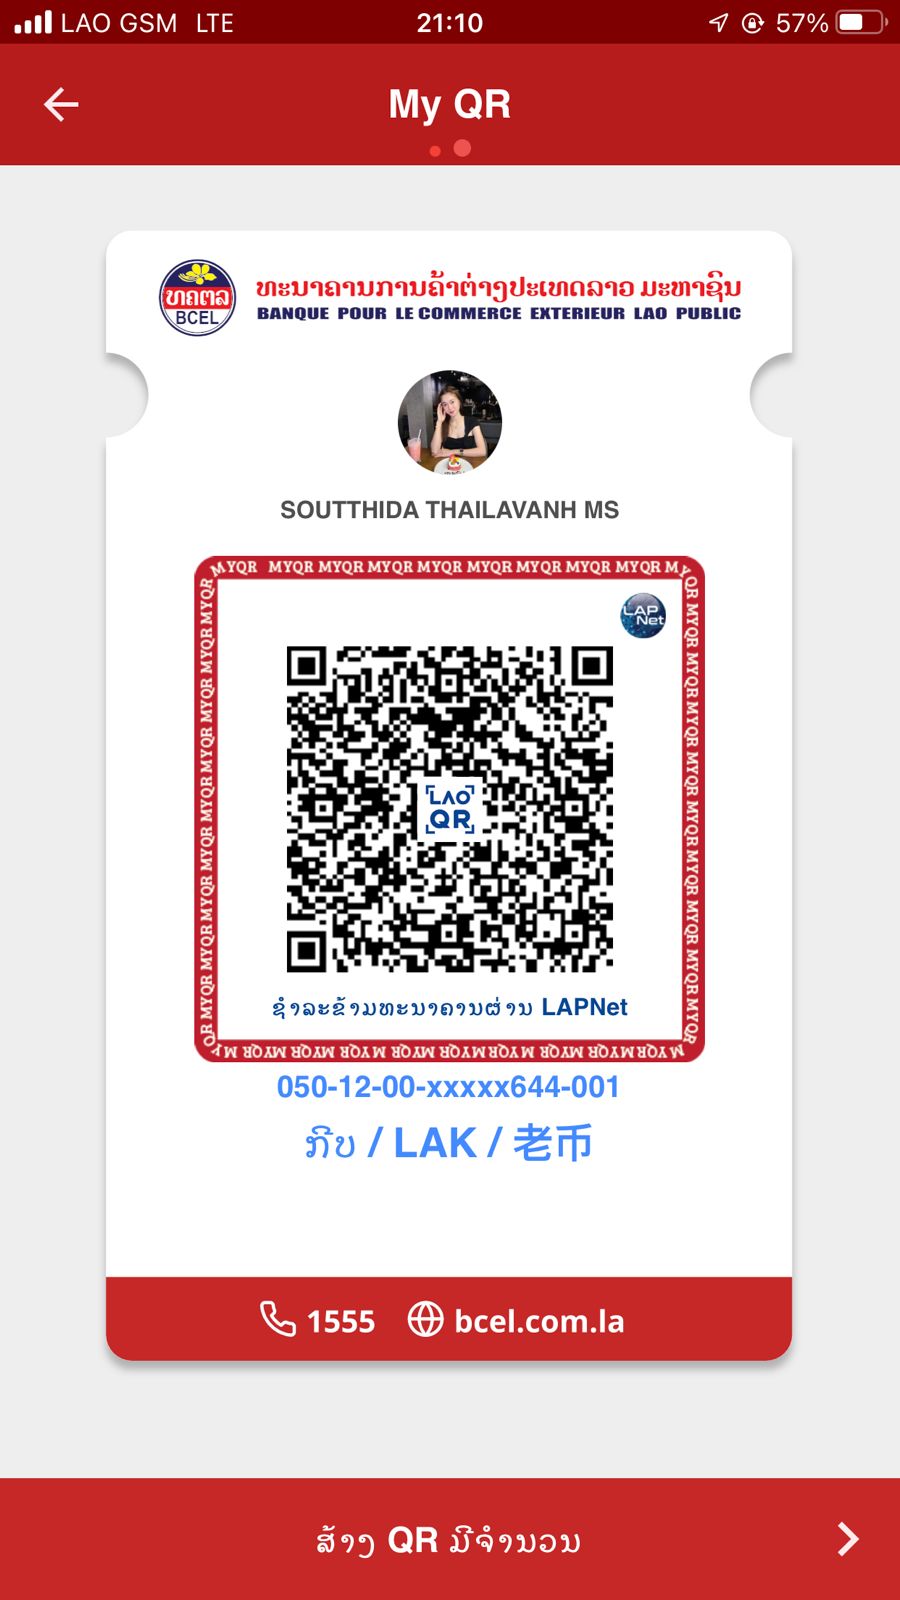 LAO GSM LTE 21:10 57%
My QR
ທຄຕລ
BCEL
ທະນາຄານການຄ້າຕ່າງປະເທດລາວ ມະຫາຊົນ
BANQUE POUR LE COMMERCE EXTERIEUR LAO PUBLIC
SOUTTHIDA THAILAVANH MS
MYQR MYQR MYQR MYQR MYQR MYQR MYQR MYQR MYQR
LAP
Net
LAO
QR
ຊຳລະຂ້າມທະນາຄານຜ່ານ LAPNet
050-12-00-xxxxx644-001
ກີບ / LAK / 老币
1555 bcel.com.la
ສ້າງ QR ມີຈຳນວນ